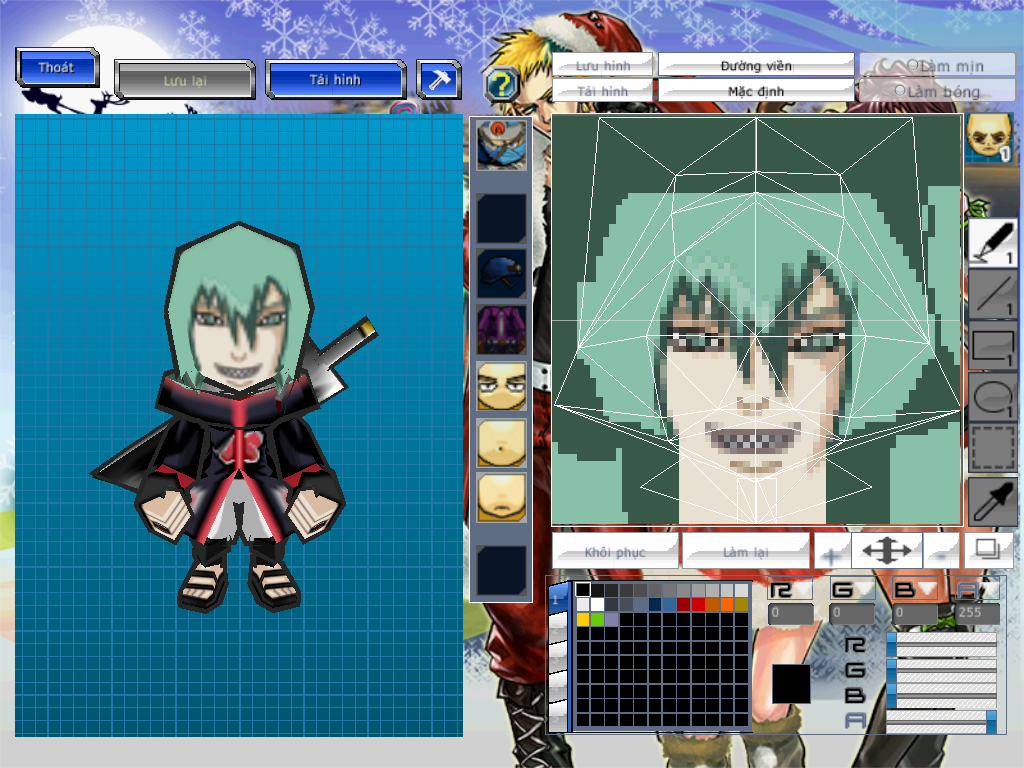 Thoát
Lưu lại
Tải hình
?
Lưu hình
Đường viền
Làm mịn
Tải hình
Mặc định
Làm bóng
1
1
1
1
1
Khôi phục
Làm lại
+
-
1
R
G
B
A
0
0
0
255
R
G
B
A